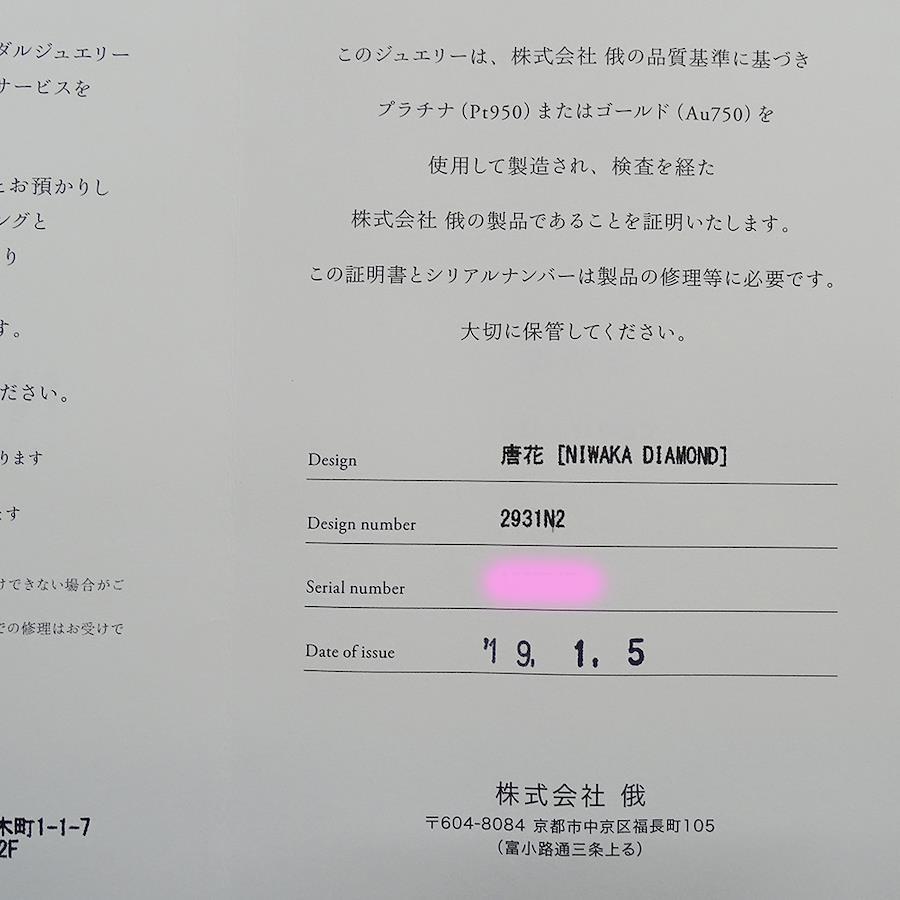 ダルジュエリー
サービスを
とお預かりし
ングと
り
す。
ださい。
ります
ます
けできない場合がご
での修理はお受けで
木町1-1-7
2F
このジュエリーは、株式会社 俄の品質基準に基づき
プラチナ（Pt950）またはゴールド（Au750）を
使用して製造され、検査を経た
株式会社 俄の製品であることを証明いたします。
この証明書とシリアルナンバーは製品の修理等に必要です。
大切に保管してください。
Design 唐花 [NIWAKA DIAMOND]
Design number 2931N2
Serial number
Date of issue '19. 1. 5
株式会社 俄
〒604-8084 京都市中京区福長町105
（富小路通三条上る）